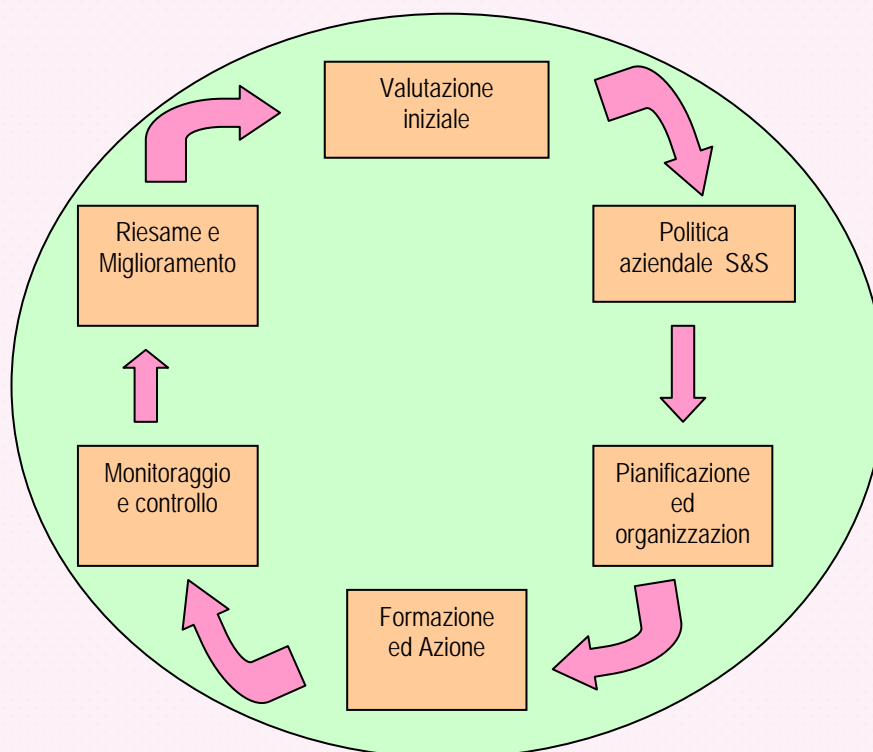 Valutazione
iniziale
Politica
aziendale S&S
Pianificazione
ed
organizzazion
Formazione
ed Azione
Monitoraggio
e controllo
Riesame e
Miglioramento